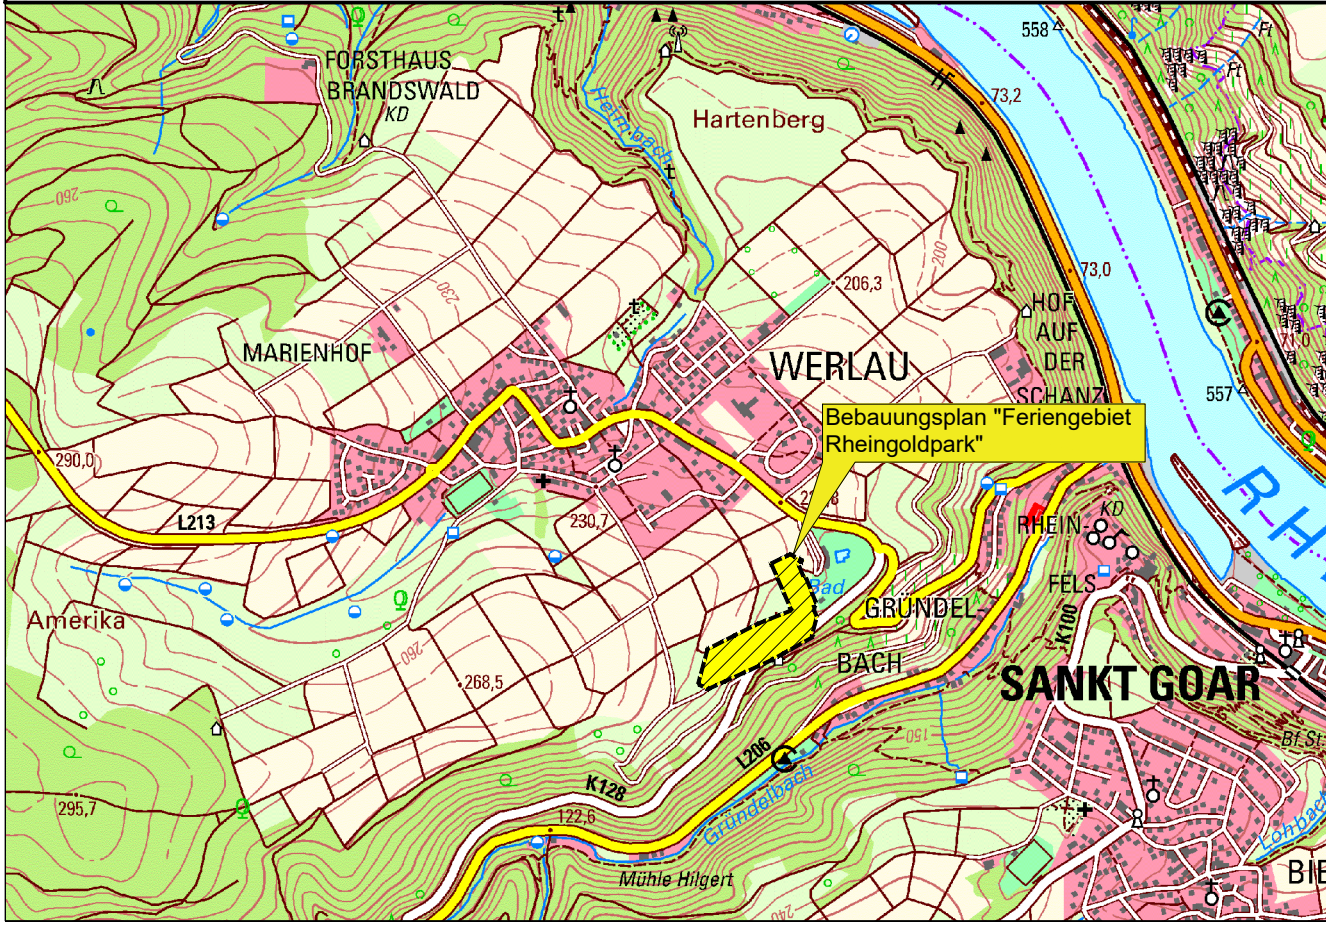 FORSTHAUS
BRANDSWALD
KD
Heimbach
Hartenberg
558
Ft
Ft
73,2
260
230
200
206,3
73,0
HOF
AUF
DER
SCHANZ
71,0
557
MARIENHOF
WERLAU
Bebauungsplan "Feriengebiet
Rheingoldpark"
290,0
L213
230,7
RHEIN-
KD
FELS
RH
Bad
GRÜNDEL-
BACH
K100
Amerika
260
268,5
SANKT GOAR
Bf.St
150
L206
K128
Gründelbach
295,7
122,6
Mühle Hilgert
Lohbach
BIE
240